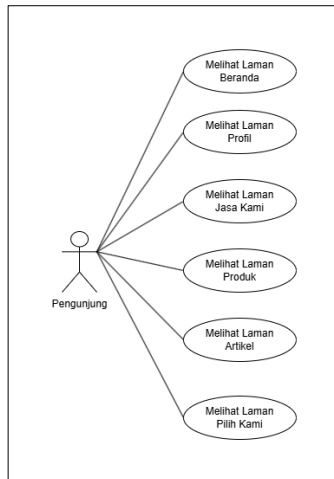 Melihat Laman
Beranda
Melihat Laman
Profil
Melihat Laman
Jasa Kami
Melihat Laman
Produk
Pengunjung
Melihat Laman
Artikel
Melihat Laman
Pilih Kami